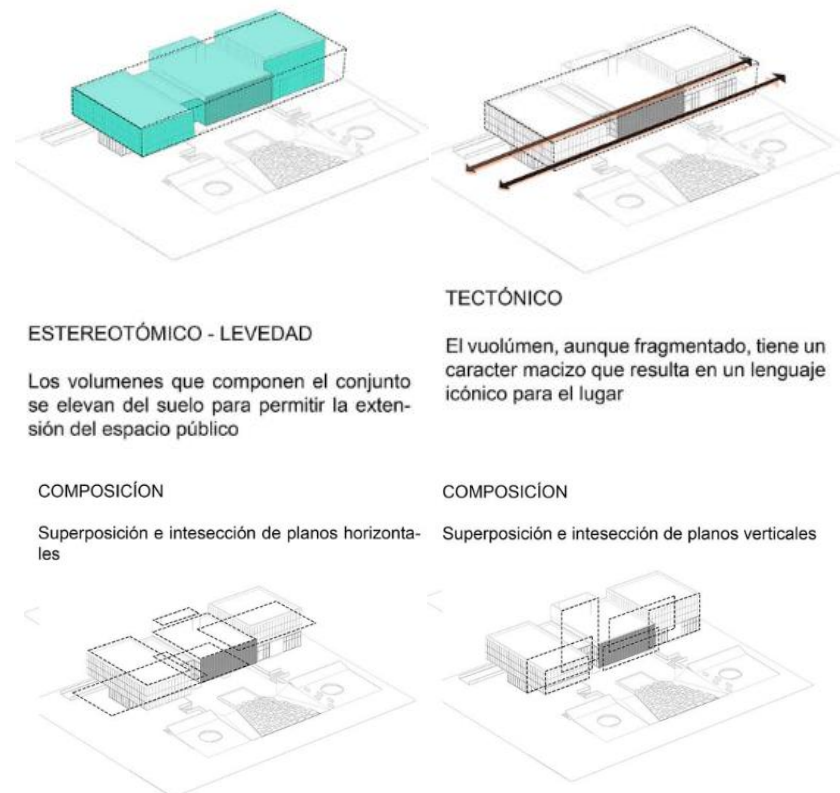 ESTEREOTÓMICO - LEVEDAD
Los volumenes que componen el conjunto
se elevan del suelo para permitir la exten-
sión del espacio público
TECTÓNICO
El vuolúmen, aunque fragmentado, tiene un
caracter macizo que resulta en un lenguaje
icónico para el lugar
COMPOSICÍON
Superposición e intesección de planos horizonta-
les
COMPOSICÍON
Superposición e intesección de planos verticales